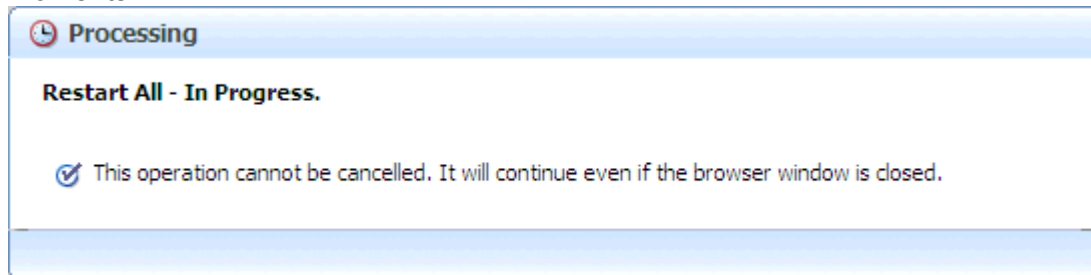 Processing
Restart All - In Progress.
This operation cannot be cancelled. It will continue even if the browser window is closed.